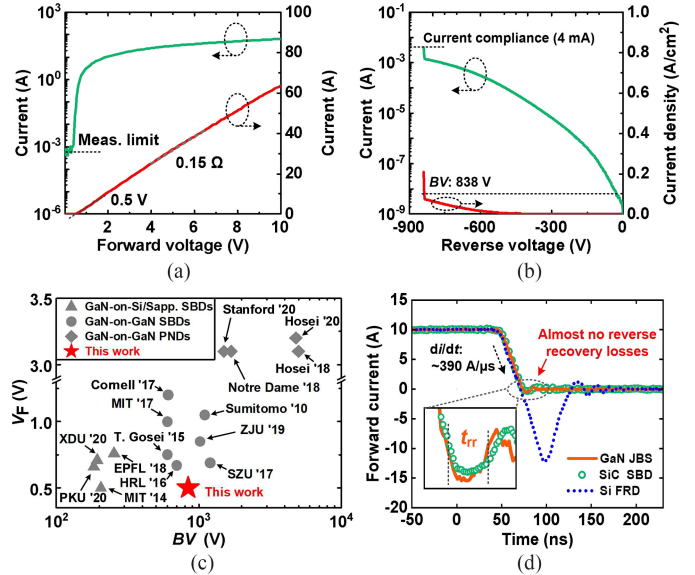 10⁶
10³
10⁰
10⁻³
10⁻⁶
Current (A)
Meas. limit
0.5 V
0.15 Ω
100
80
60
40
20
0
Current (A)
0 2 4 6 8 10
Forward voltage (V)
(a)
10⁻¹
10⁻³
10⁻⁵
10⁻⁷
10⁻⁹
Current (A)
Current compliance (4 mA)
BV: 838 V
1.0
0.8
0.6
0.4
0.2
0.0
Current density (A/cm²)
-900 -600 -300 0
Reverse voltage (V)
(b)
3.5
3.0
1.0
0.5
V_F (V)
GaN-on-Si/Sapp. SBDs
GaN-on-GaN SBDs
GaN-on-GaN PNDs
This work
Stanford '20
Hosei '20
Hosei '18
Notre Dame '18
Cornell '17
MIT '17
Sumitomo '10
T. Gosei '15
ZJU '19
XDU '20
EPFL '18
HRL '16
SZU '17
PKU '20
MIT '14
This work
10² 10³ 10⁴
BV (V)
(c)
15
10
5
0
-5
-10
-15
-20
Forward current (A)
di/dt:
~390 A/μs
Almost no reverse
recovery losses
t_rr
GaN JBS
SiC SBD
Si FRD
-50 0 50 100 150 200
Time (ns)
(d)